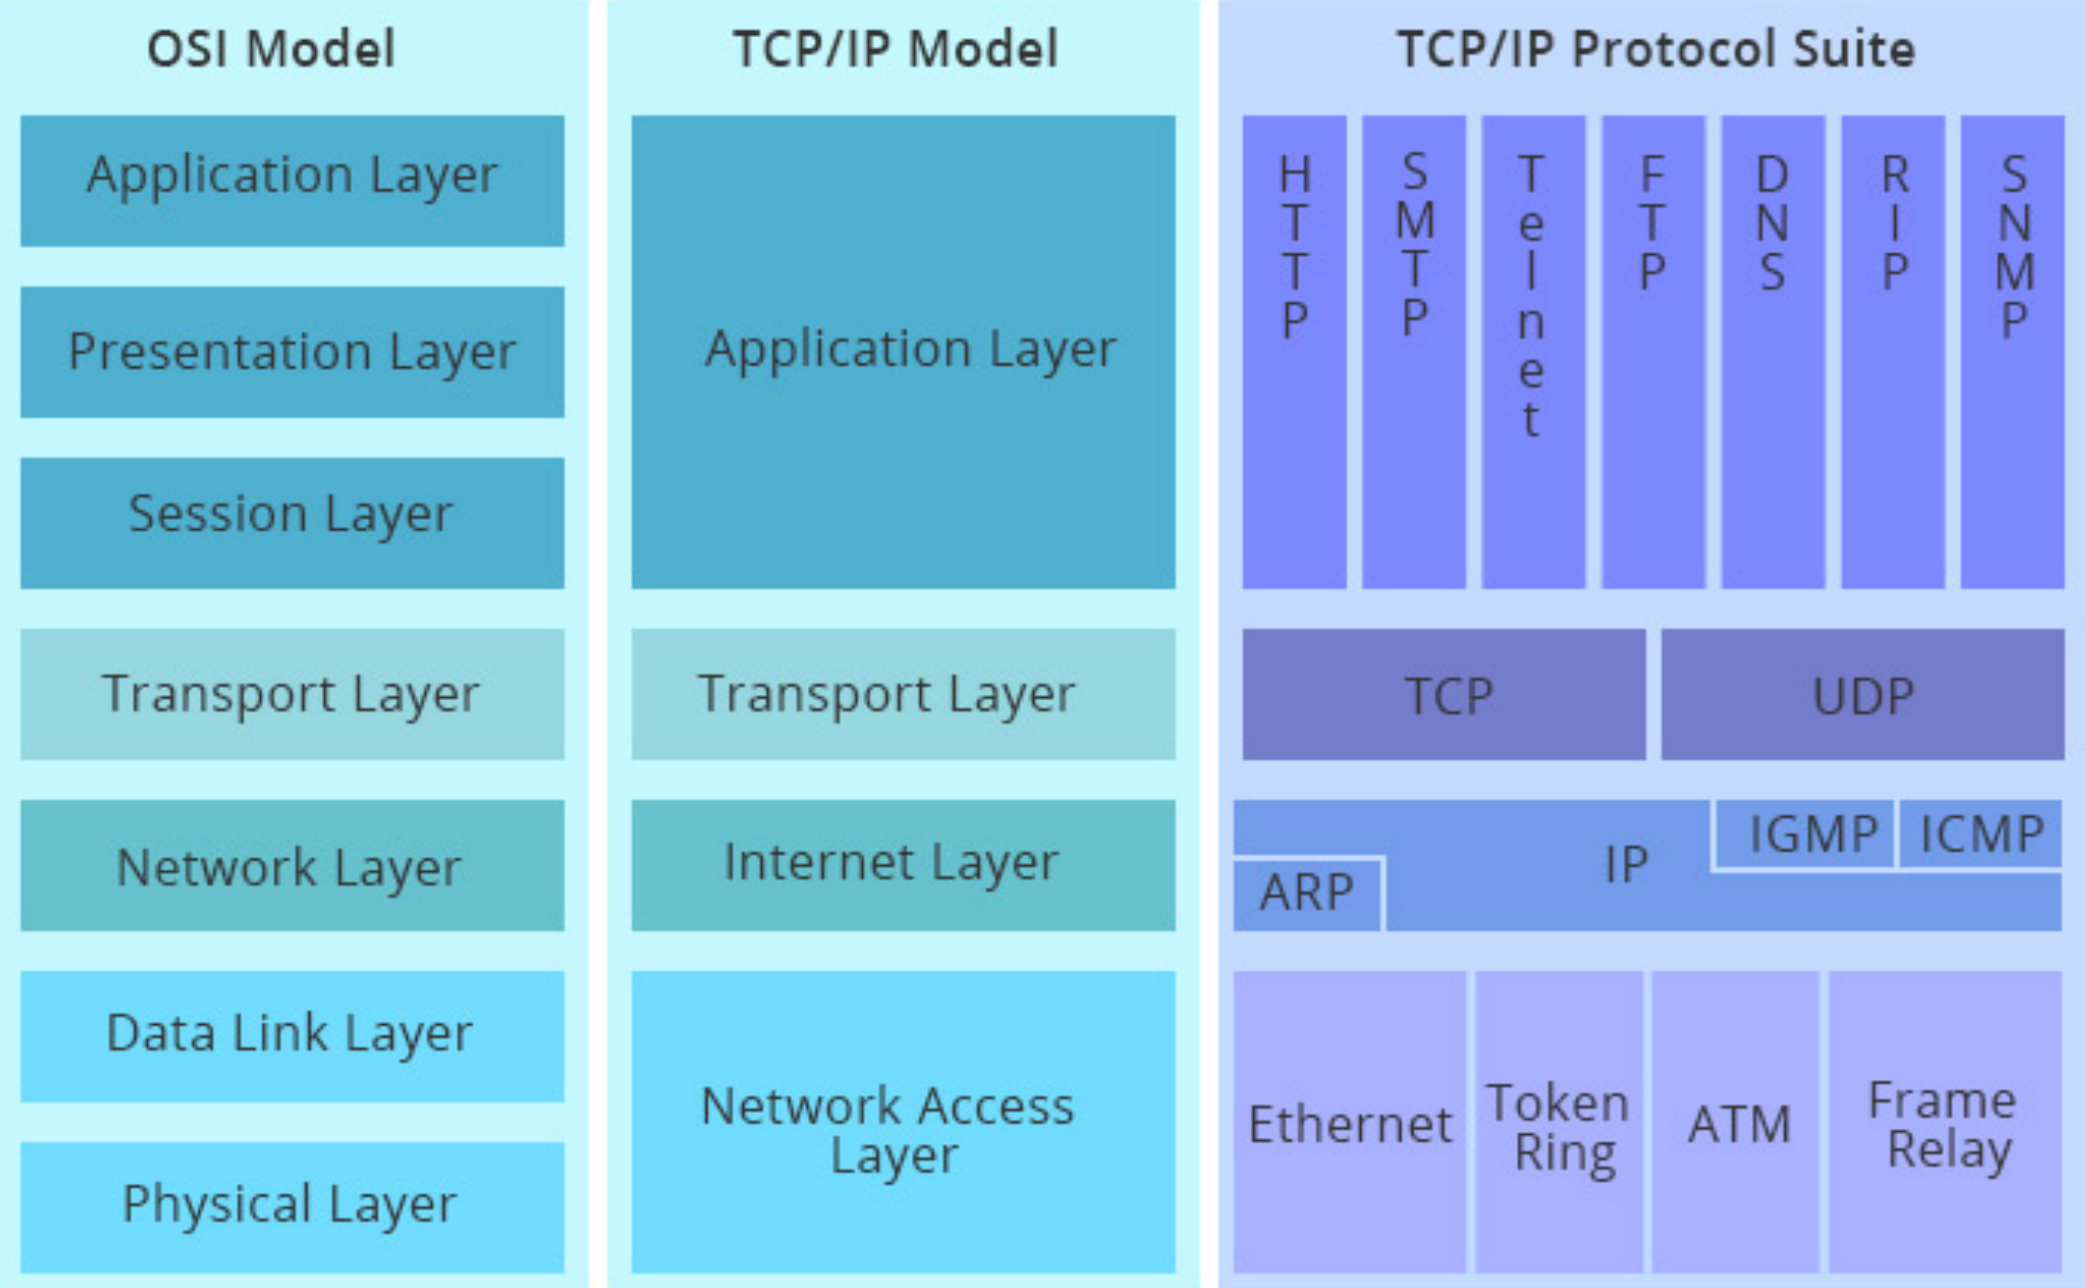 OSI Model
Application Layer
Presentation Layer
Session Layer
Transport Layer
Network Layer
Data Link Layer
Physical Layer
TCP/IP Model
Application Layer
Transport Layer
Internet Layer
Network Access
Layer
TCP/IP Protocol Suite
HTTP
SMTP
Telnet
FTP
DNS
RIP
SNMP
TCP
UDP
ARP
IP
IGMP
ICMP
Ethernet
Token
Ring
ATM
Frame
Relay